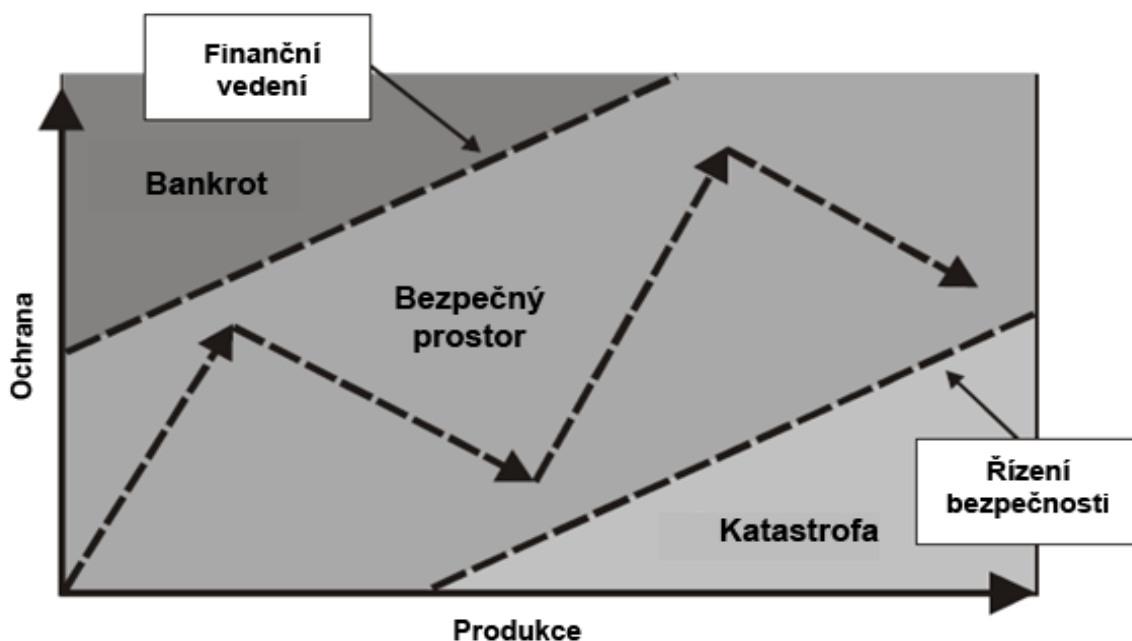 Finanční
vedení
Bankrot
Bezpečný
prostor
Ochrana
Řízení
bezpečnosti
Katastrofa
Produkce